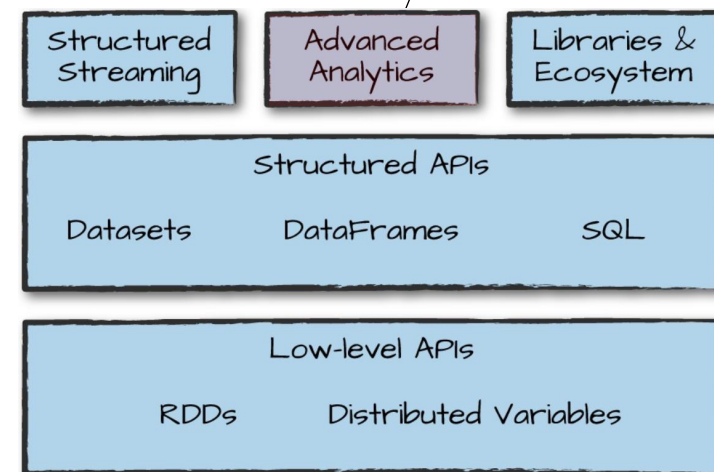 Structured
Streaming
Advanced
Analytics
Libraries &
Ecosystem
Structured APIs
Datasets DataFrames SQL
Low-level APIs
RDDs Distributed Variables